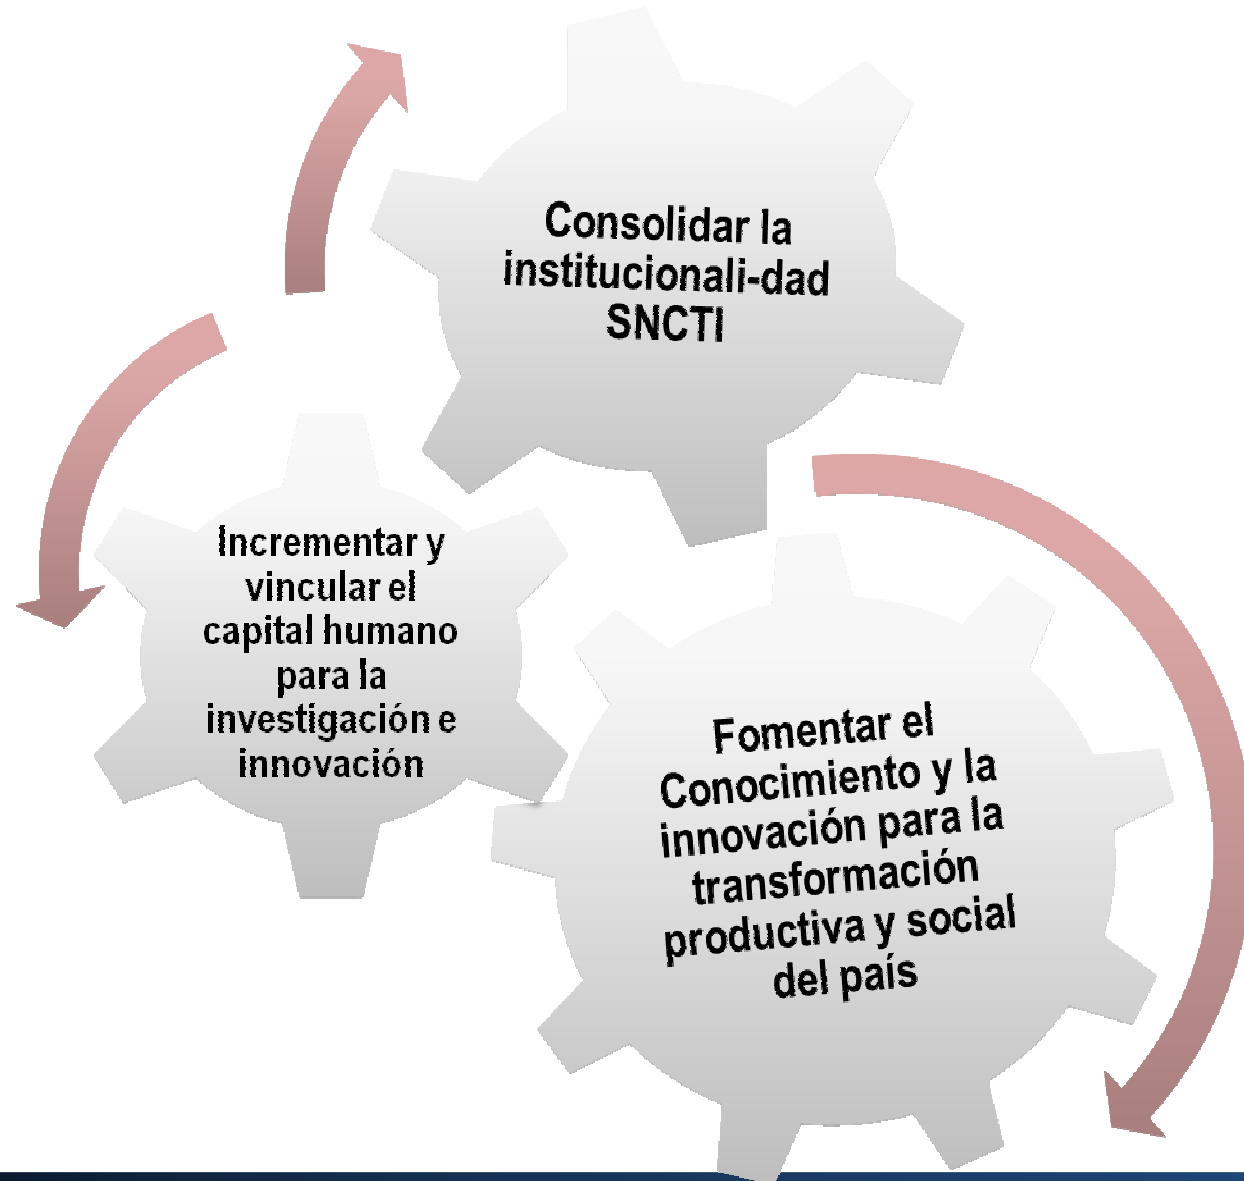 Consolidar la
institucionali-dad
SNCTI
Incrementar y
vincular el
capital humano
para la
investigación e
innovación
Fomentar el
Conocimiento y la
innovación para la
transformación
productiva y social
del país